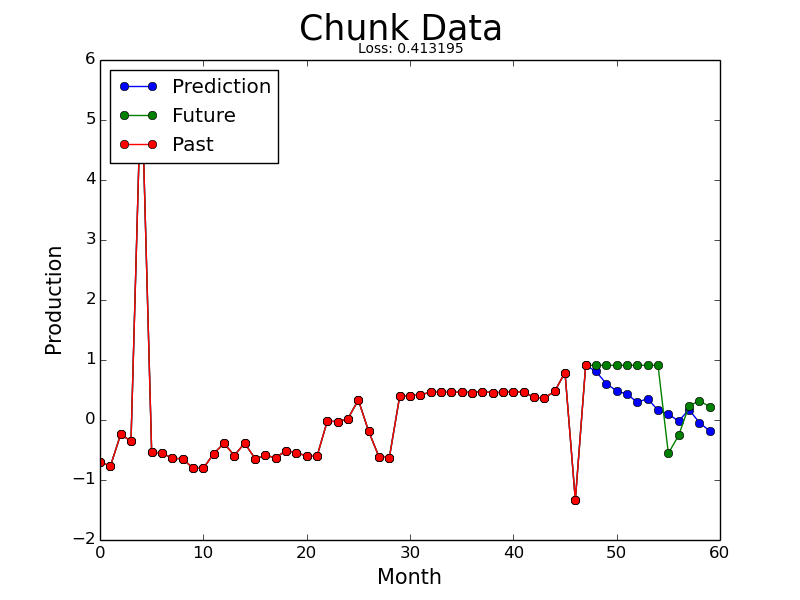 Chunk Data
Loss: 0.413195
Prediction
Future
Past
Production
6
5
4
3
2
1
0
−1
−2
0 10 20 30 40 50 60
Month